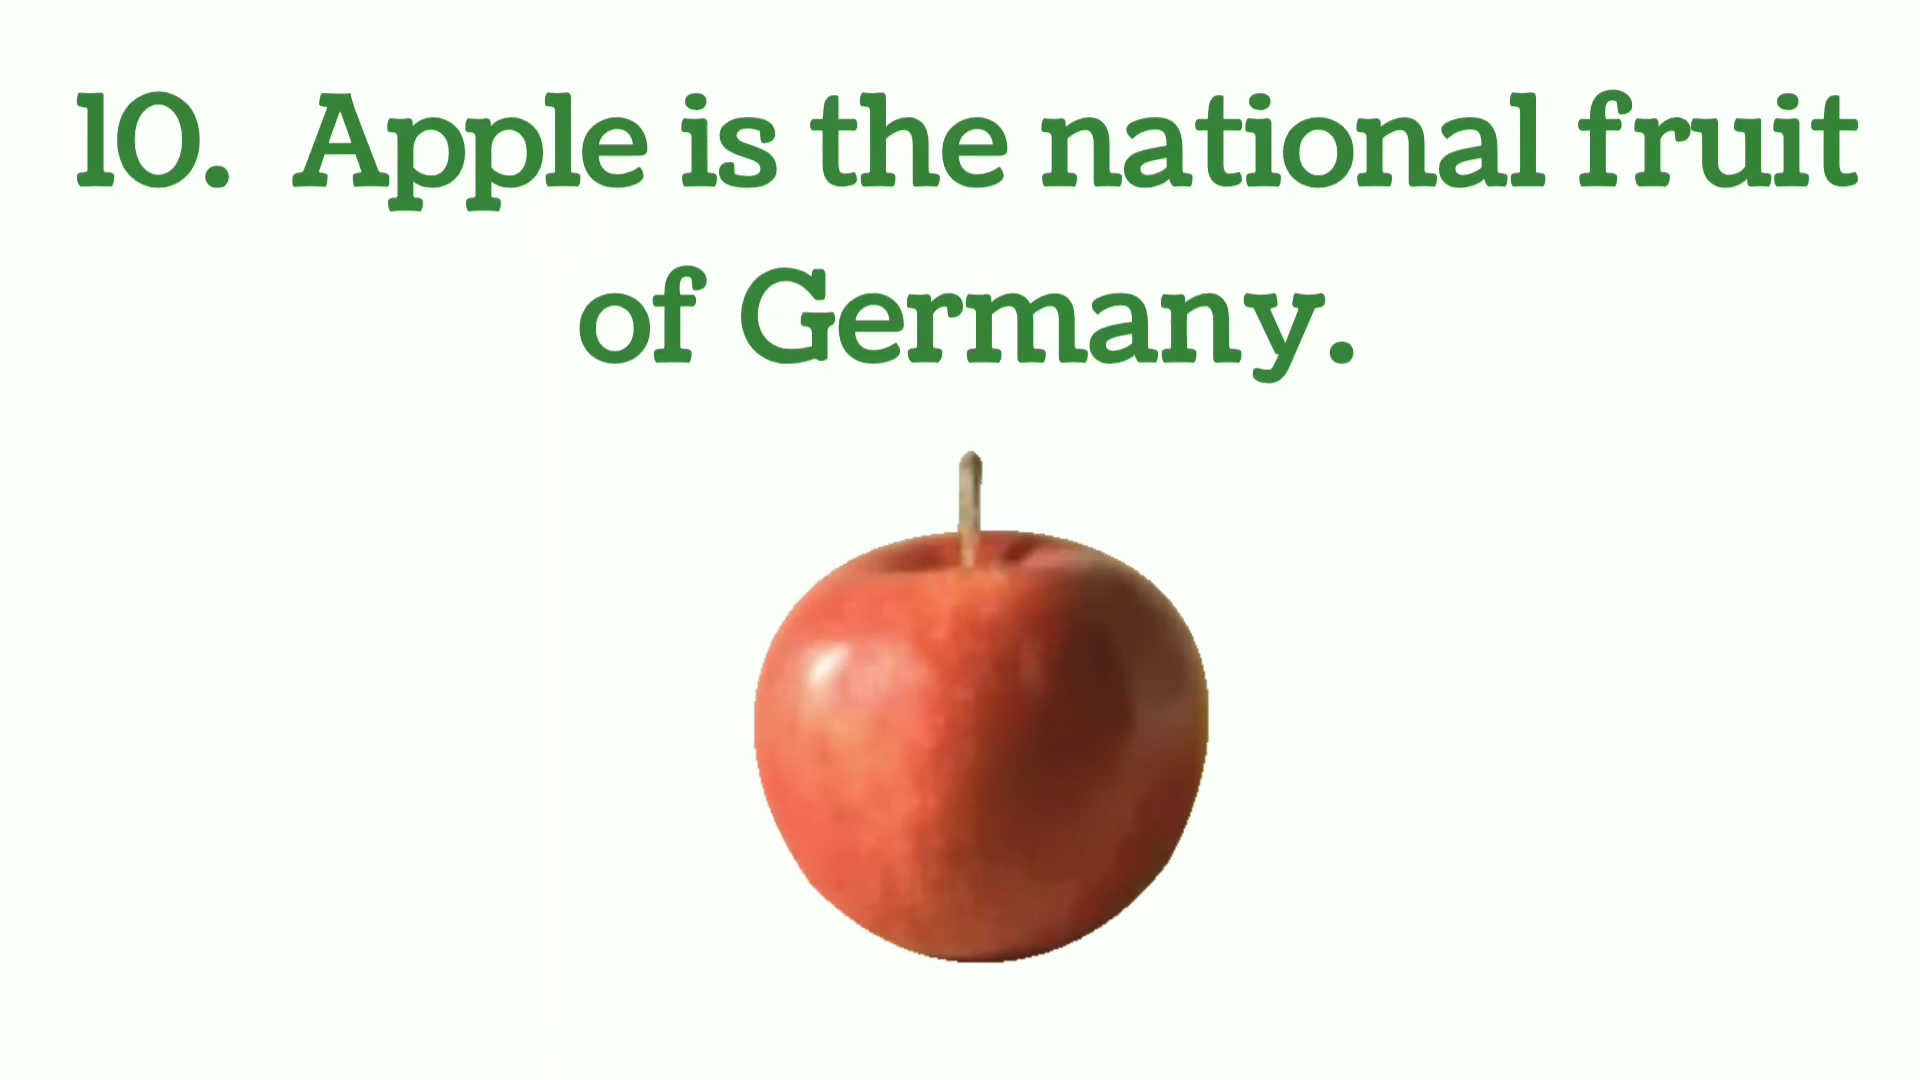 10. Apple is the national fruit
of Germany.